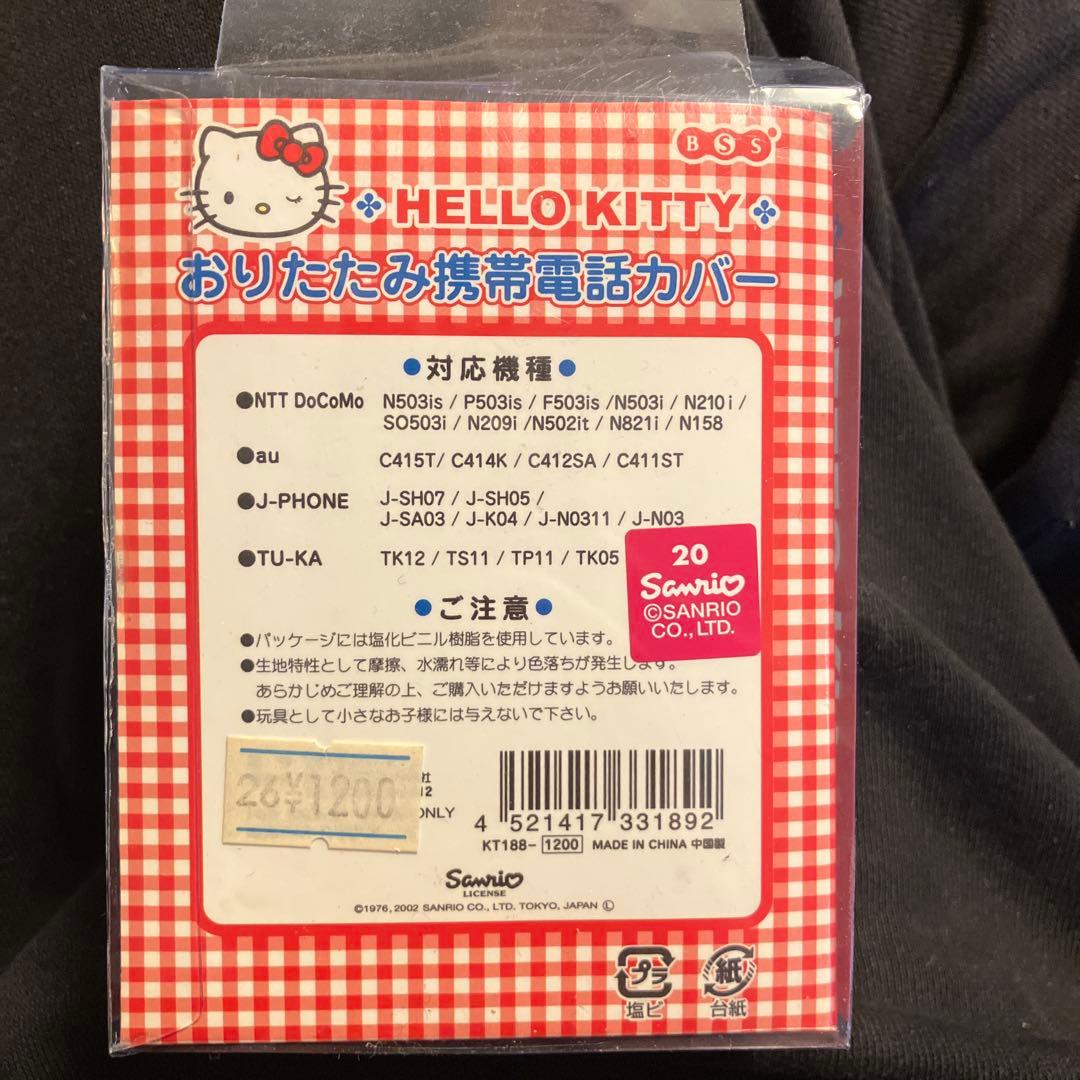 BSS
HELLO KITTY
おりたたみ携帯電話カバー
●対応機種●
●NTT DoCoMo N503is / P503is / F503is /N503i / N210i /
SO503i / N209i /N502it / N821i / N158
●au C415T/ C414K / C412SA / C411ST
●J-PHONE J-SH07 / J-SH05 /
J-SA03 / J-K04 / J-N0311 / J-N03
●TU-KA TK12 / TS11 / TP11 / TK05
20
Sanrio
©SANRIO
CO., LTD.
●ご注意●
●パッケージには塩化ビニル樹脂を使用しています。
●生地特性として摩擦、水濡れ等により色落ちが発生します。
あらかじめご理解の上、ご購入いただけますようお願いいたします。
●玩具として小さなお子様には与えないで下さい。
26 ¥1200
社
12
ONLY
4 521417 331892
KT188- 1200 MADE IN CHINA 中国製
Sanrio
LICENSE
©1976, 2002 SANRIO CO., LTD. TOKYO, JAPAN Ⓛ
プラ 紙
塩ビ 台紙